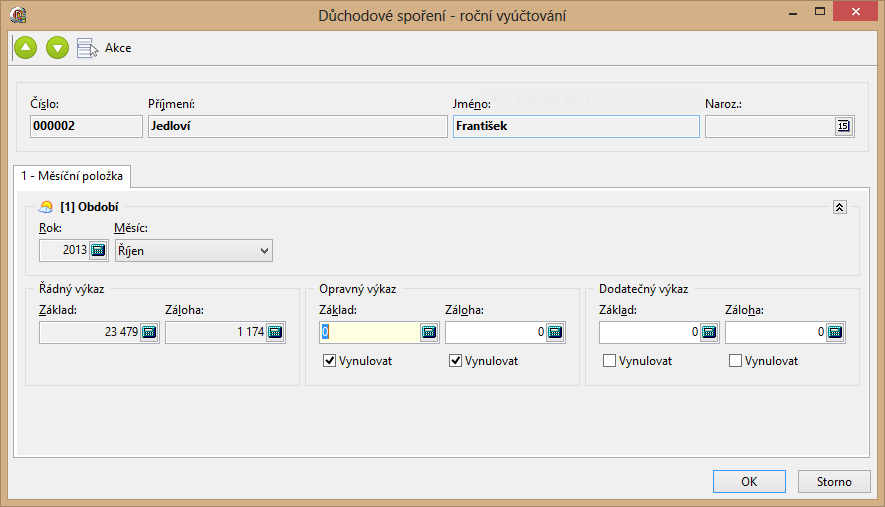 Důchodové spoření - roční vyúčtování
Akce
Číslo: Příjmení: Jméno: Naroz.:
000002 Jedloví František 15
1 - Měsíční položka
[1] Období
Rok: Měsíc:
2013 Říjen
Řádný výkaz Opravný výkaz Dodatečný výkaz
Základ: Záloha: Základ: Záloha: Základ: Záloha:
23 479 1 174 0 0 0 0
Vynulovat Vynulovat Vynulovat Vynulovat
OK Storno